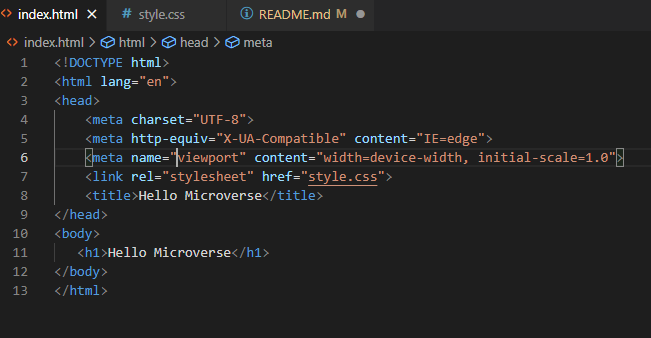 index.html # style.css README.md M
index.html > html > head > meta
1 <!DOCTYPE html>
2 <html lang="en">
3 <head>
4 <meta charset="UTF-8">
5 <meta http-equiv="X-UA-Compatible" content="IE=edge">
6 <meta name="viewport" content="width=device-width, initial-scale=1.0">
7 <link rel="stylesheet" href="style.css">
8 <title>Hello Microverse</title>
9 </head>
10 <body>
11 <h1>Hello Microverse</h1>
12 </body>
13 </html>